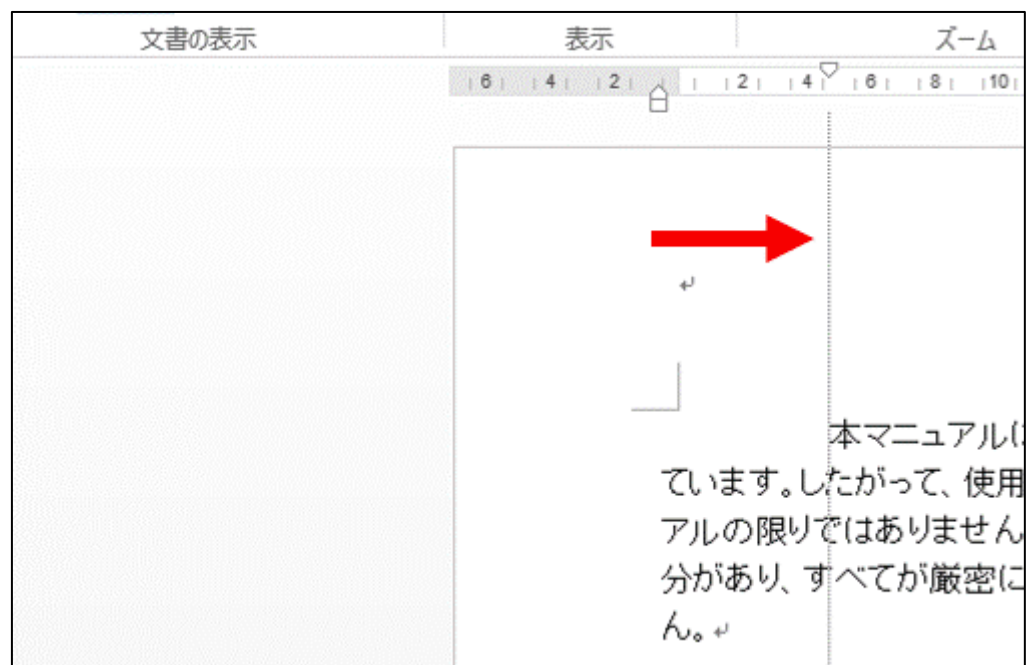 文書の表示 表示 ズーム
6 4 2 2 4 6 8 10
本マニュアルは
ています。したがって、使用
アルの限りではありません
分があり、すべてが厳密に
ん。